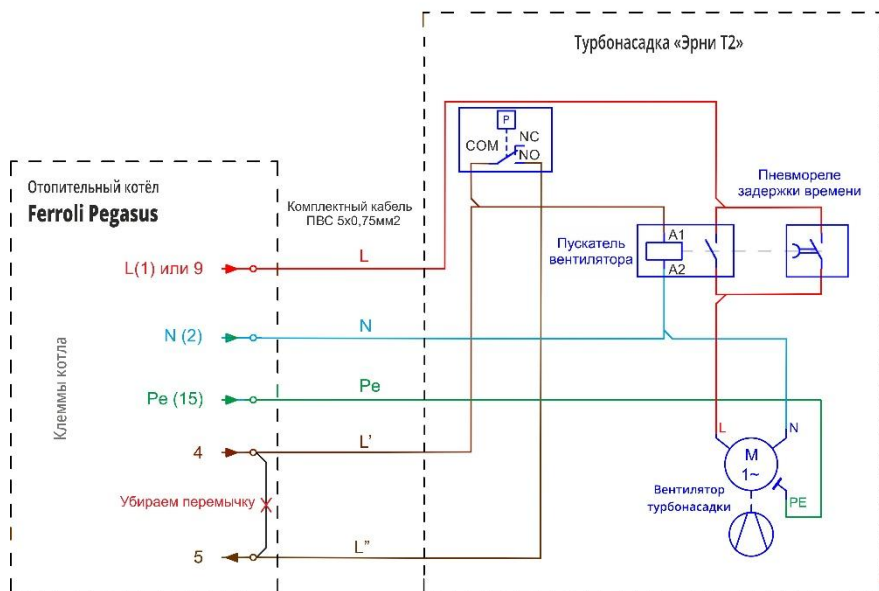 Турбонасадка «Эрни Т2»
P
NC
COM
NO
Отопительный котёл
Ferroli Pegasus
Комплектный кабель
ПВС 5х0,75мм2
Пневмореле
задержки времени
Пускатель
вентилятора
A1
A2
L(1) или 9
L
N (2)
N
Pe (15)
Pe
Клеммы котла
4
L’
L
N
M
1~
PE
Вентилятор
турбонасадки
Убираем перемычку
5
L”